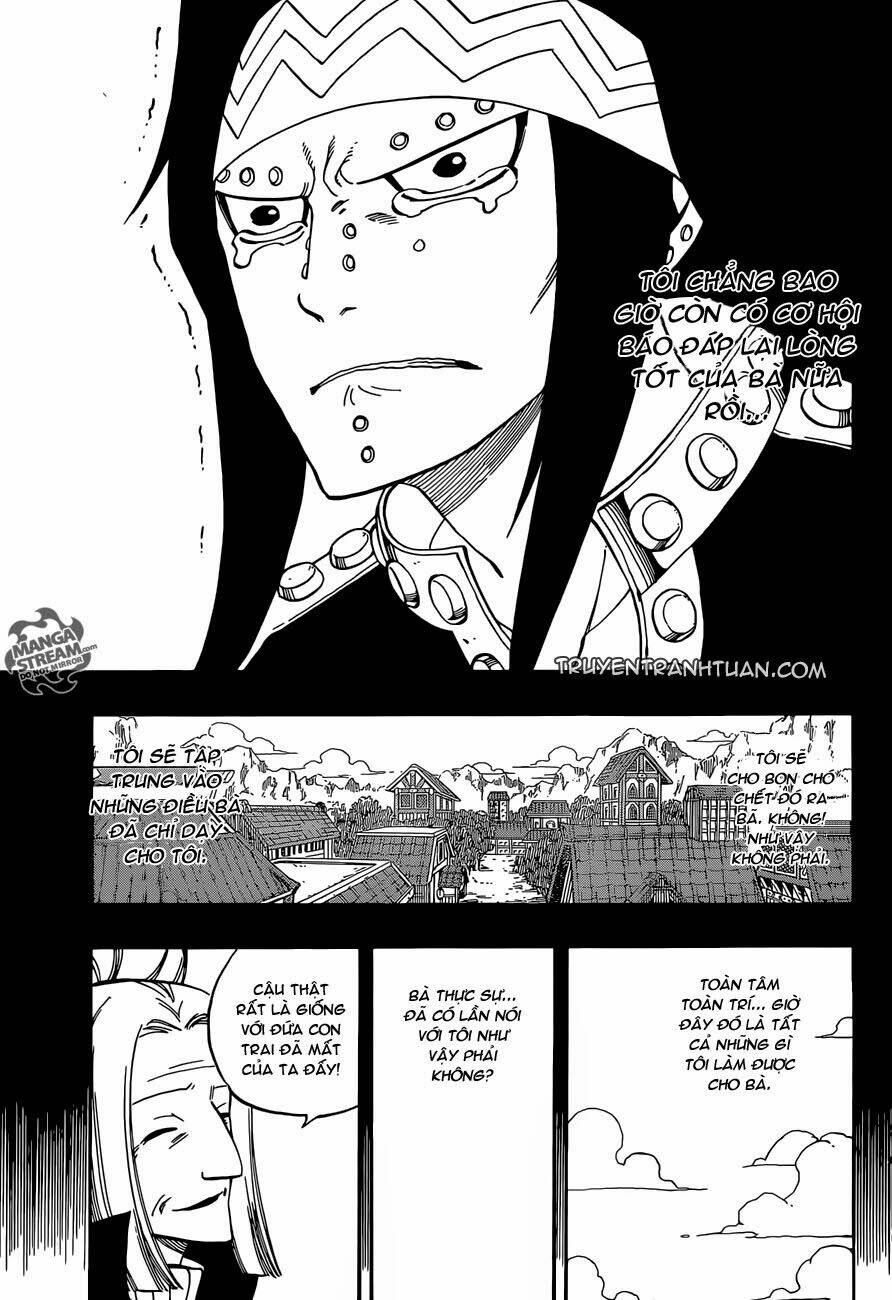 TÔI CHẲNG BAO
GIỜ CÒN CÓ CƠ HỘI
BÁO ĐÁP LẠI LÒNG
TỐT CỦA BÀ NỮA
RỒI...
MANGA
STREAM.com
DO NOT MIRROR
TRUYENTRANHTUAN.COM
TÔI SẼ
CHO BỌN CHÓ
CHẾT ĐÓ RA
BÃ. KHÔNG!
NHƯ VẬY
KHÔNG PHẢI.
TÔI SẼ TẬP
TRUNG VÀO
NHỮNG ĐIỀU BÀ
ĐÃ CHỈ DẠY
CHO TÔI.
TOÀN TÂM
TOÀN TRÍ... GIỜ
ĐÂY ĐÓ LÀ TẤT
CẢ NHỮNG GÌ
TÔI LÀM ĐƯỢC
CHO BÀ.
BÀ THỰC SỰ...
ĐÃ CÓ LẦN NÓI
VỚI TÔI NHƯ
VẬY PHẢI
KHÔNG?
CẬU THẬT
RẤT LÀ GIỐNG
VỚI ĐỨA CON
TRAI ĐÃ MẤT
CỦA TA ĐẤY!